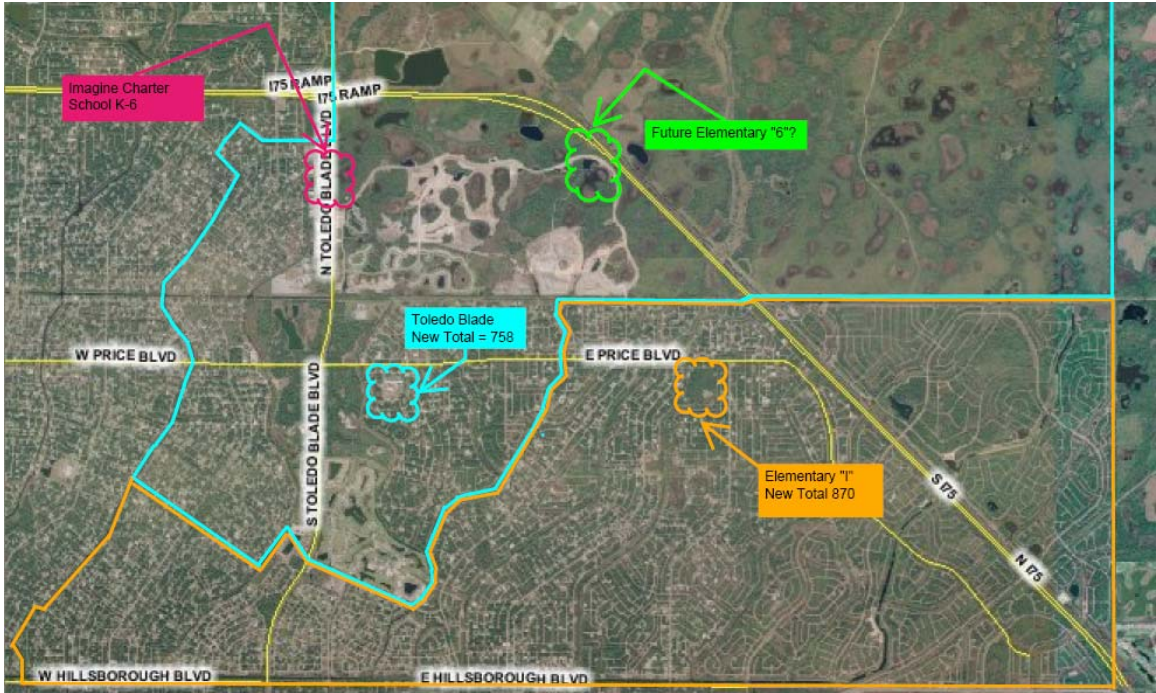 Imagine Charter
School K-6
I75 RAMP
I75 RAMP
Future Elementary "6"?
N TOLEDO BLADE BLVD
Toledo Blade
New Total = 758
W PRICE BLVD
E PRICE BLVD
S TOLEDO BLADE BLVD
Elementary "I"
New Total 870
S I75
N I75
W HILLSBOROUGH BLVD
E HILLSBOROUGH BLVD